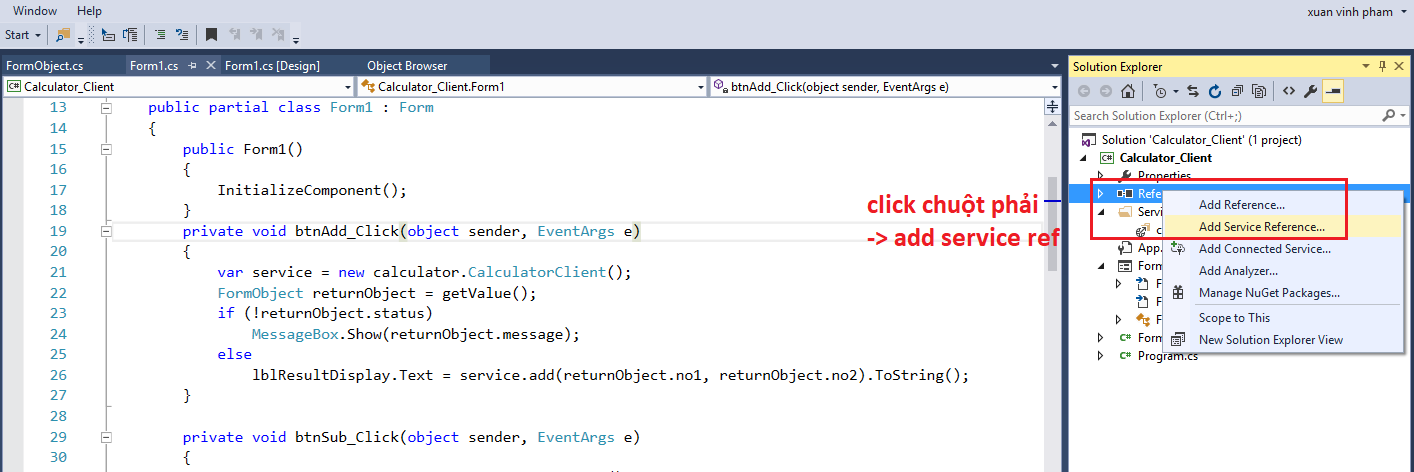 Window Help
xuan vinh pham
Start
FormObject.cs Form1.cs Form1.cs [Design] Object Browser
Calculator_Client Calculator_Client.Form1 btnAdd_Click(object sender, EventArgs e)
13 public partial class Form1 : Form
14 {
15 public Form1()
16 {
17 InitializeComponent();
18 }
19 private void btnAdd_Click(object sender, EventArgs e)
20 {
21 var service = new calculator.CalculatorClient();
22 FormObject returnObject = getValue();
23 if (!returnObject.status)
24 MessageBox.Show(returnObject.message);
25 else
26 lblResultDisplay.Text = service.add(returnObject.no1, returnObject.no2).ToString();
27 }
28
29 private void btnSub_Click(object sender, EventArgs e)
30 {
click chuột phải
-> add service ref
Solution Explorer
Search Solution Explorer (Ctrl+;)
Solution 'Calculator_Client' (1 project)
C# Calculator_Client
Properties
Refe
Servi
c
App.
Form
F
F
F
C# Form
C# Program.cs
Add Reference...
Add Service Reference...
Add Connected Service...
Add Analyzer...
Manage NuGet Packages...
Scope to This
New Solution Explorer View